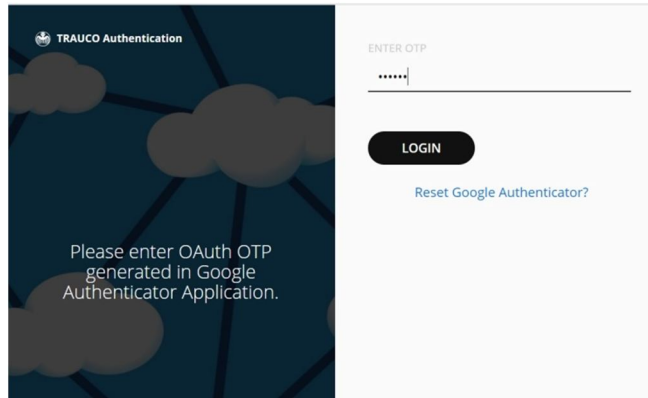 TRAUCO Authentication
Please enter OAuth OTP
generated in Google
Authenticator Application.
ENTER OTP
••••••
LOGIN
Reset Google Authenticator?